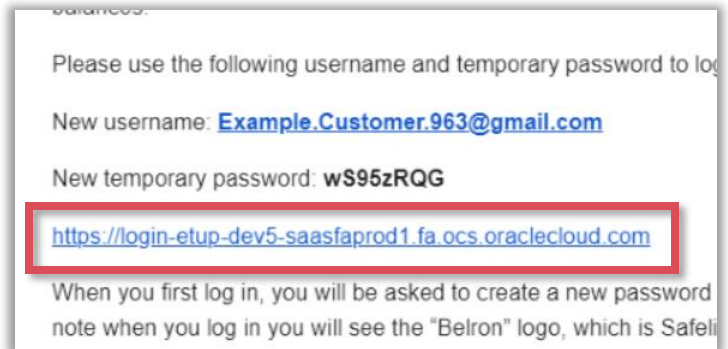 Please use the following username and temporary password to log
New username: Example.Customer.963@gmail.com
New temporary password: wS95zRQG
https://login-etup-dev5-saasfaprod1.fa.ocs.oraclecloud.com
When you first log in, you will be asked to create a new password
note when you log in you will see the “Belron” logo, which is Safeli